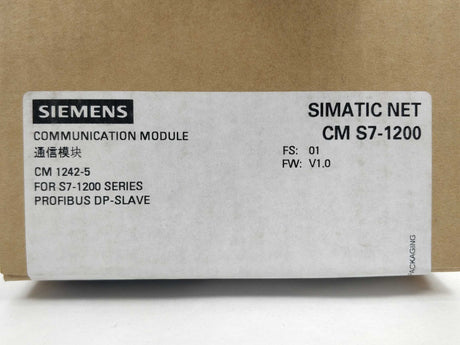 SIEMENS
COMMUNICATION MODULE
通信模块
CM 1242-5
FOR S7-1200 SERIES
PROFIBUS DP-SLAVE
SIMATIC NET
CM S7-1200
FS: 01
FW: V1.0
PACKAGING